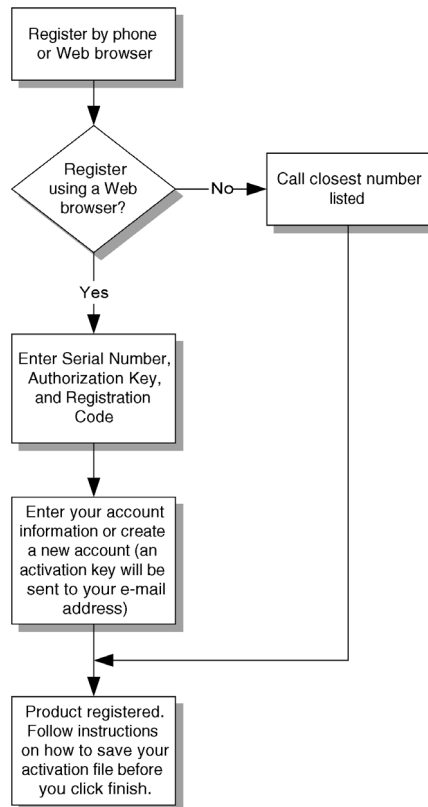 Register by phone
or Web browser
Register
using a Web
browser?
No
Call closest number
listed
Yes
Enter Serial Number,
Authorization Key,
and Registration
Code
Enter your account
information or create
a new account (an
activation key will be
sent to your e-mail
address)
Product registered.
Follow instructions
on how to save your
activation file before
you click finish.